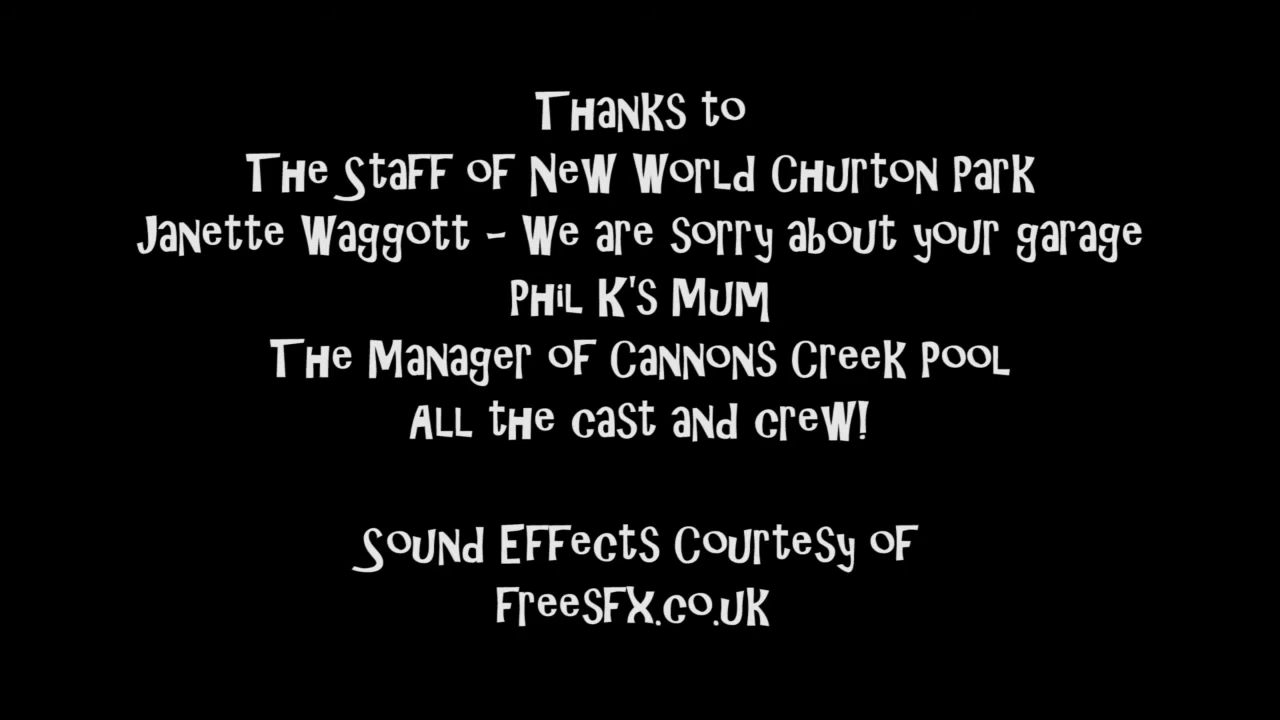 Thanks to
The Staff of New World Churton Park
Janette Waggott - We are sorry about your garage
Phil K's Mum
The Manager of Cannons Creek Pool
All the cast and crew!
Sound Effects Courtesy of
FreeSFX.co.uk